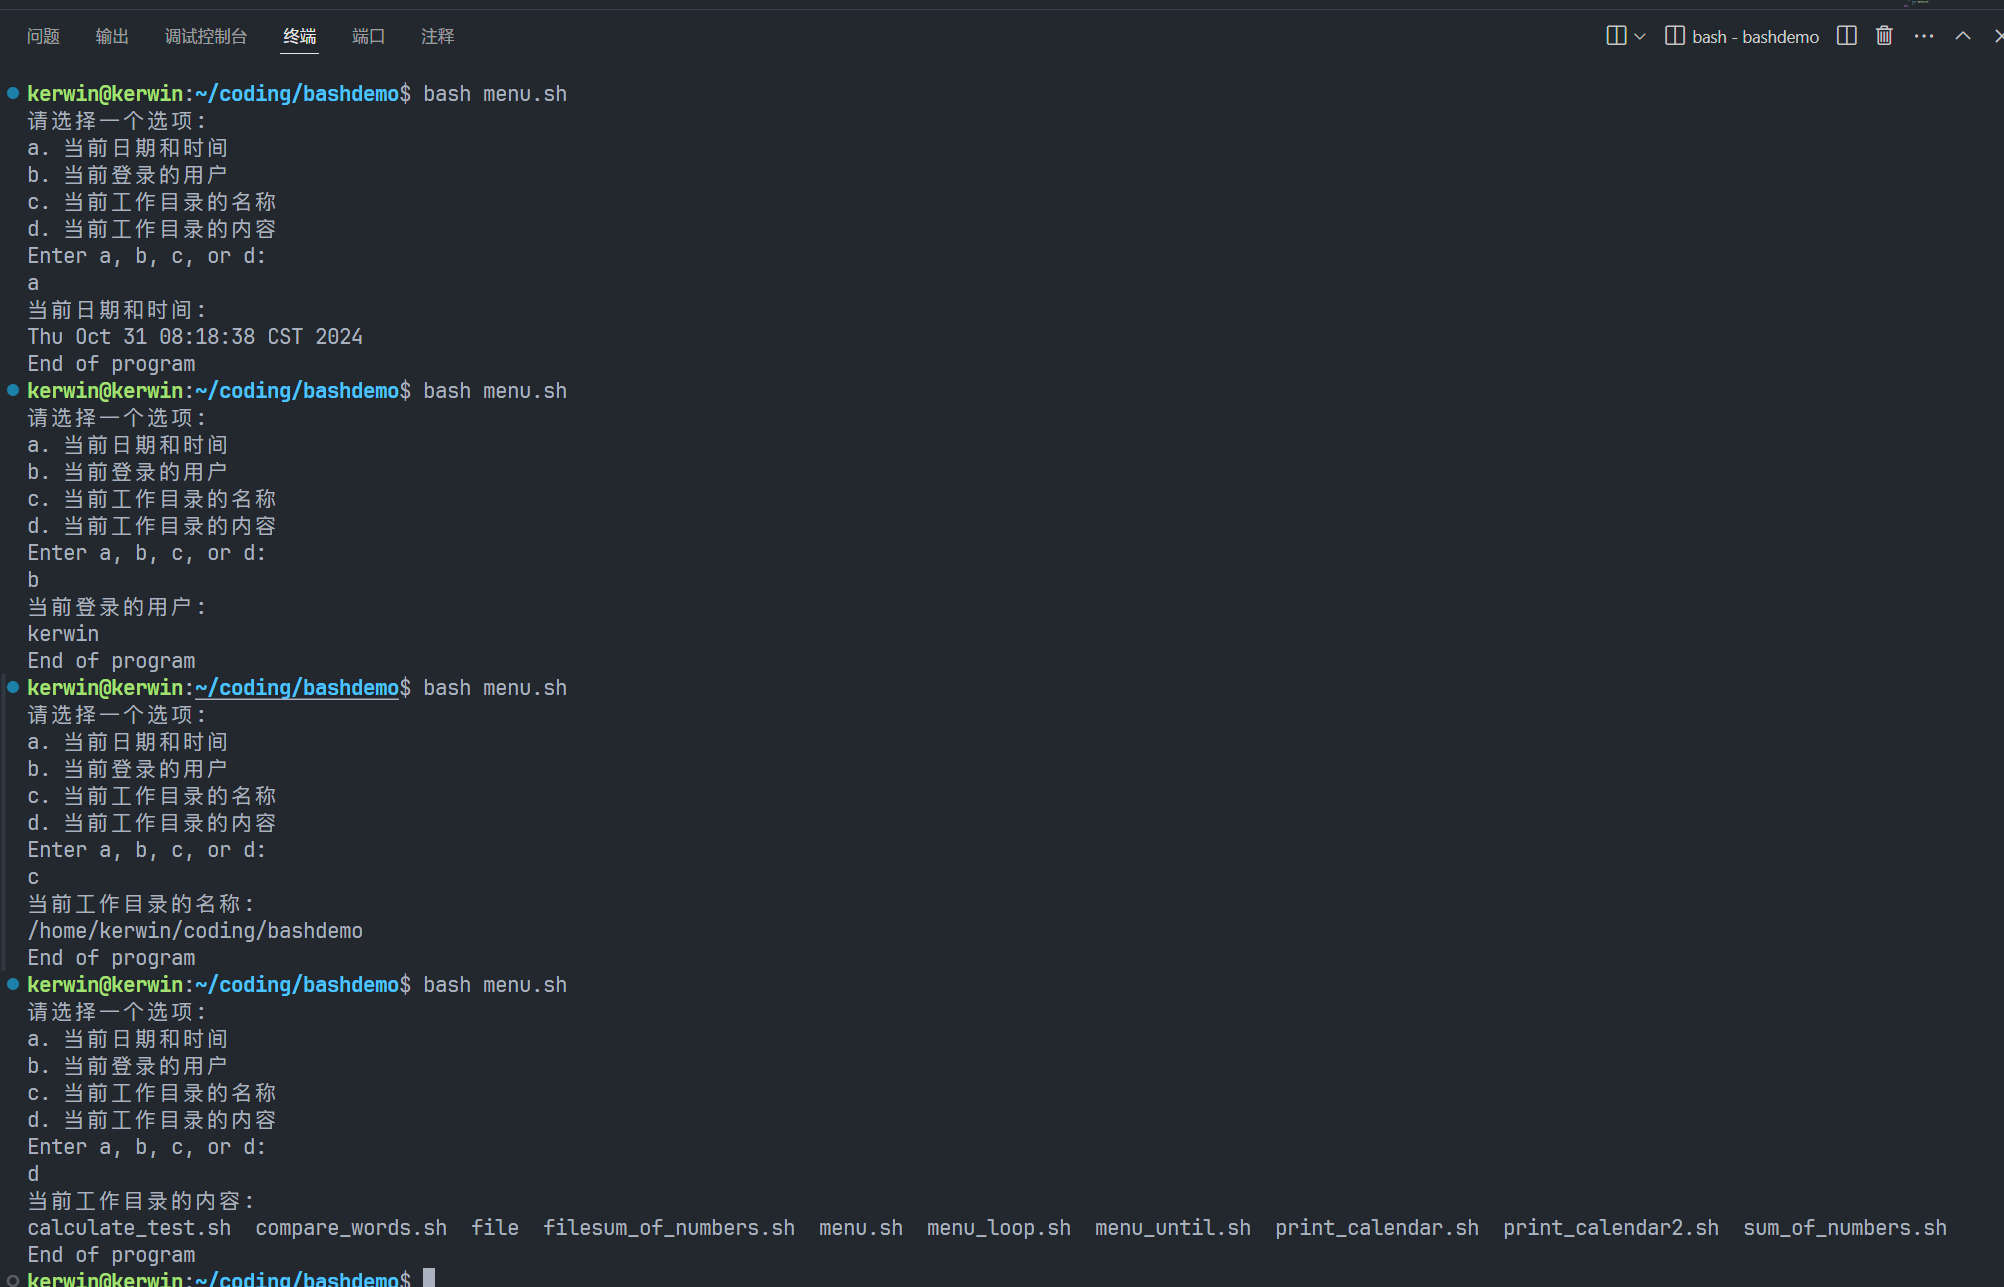 问题 输出 调试控制台 终端 端口 注释 bash - bashdemo
kerwin@kerwin:~/coding/bashdemo$ bash menu.sh
请选择一个选项:
a. 当前日期和时间
b. 当前登录的用户
c. 当前工作目录的名称
d. 当前工作目录的内容
Enter a, b, c, or d:
a
当前日期和时间:
Thu Oct 31 08:18:38 CST 2024
End of program
kerwin@kerwin:~/coding/bashdemo$ bash menu.sh
请选择一个选项:
a. 当前日期和时间
b. 当前登录的用户
c. 当前工作目录的名称
d. 当前工作目录的内容
Enter a, b, c, or d:
b
当前登录的用户:
kerwin
End of program
kerwin@kerwin:~/coding/bashdemo$ bash menu.sh
请选择一个选项:
a. 当前日期和时间
b. 当前登录的用户
c. 当前工作目录的名称
d. 当前工作目录的内容
Enter a, b, c, or d:
c
当前工作目录的名称:
/home/kerwin/coding/bashdemo
End of program
kerwin@kerwin:~/coding/bashdemo$ bash menu.sh
请选择一个选项:
a. 当前日期和时间
b. 当前登录的用户
c. 当前工作目录的名称
d. 当前工作目录的内容
Enter a, b, c, or d:
d
当前工作目录的内容:
calculate_test.sh  compare_words.sh  file  filesum_of_numbers.sh  menu.sh  menu_loop.sh  menu_until.sh  print_calendar.sh  print_calendar2.sh  sum_of_numbers.sh
End of program
kerwin@kerwin:~/coding/bashdemo$